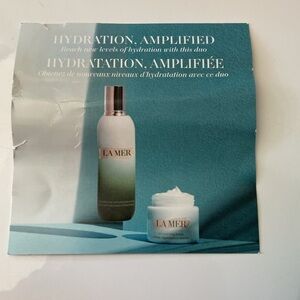 HYDRATION, AMPLIFIED
Reach new levels of hydration with this duo
HYDRATATION, AMPLIFIÉE
Obtenez de nouveaux niveaux d'hydratation avec ce duo
LA MER
LA MER